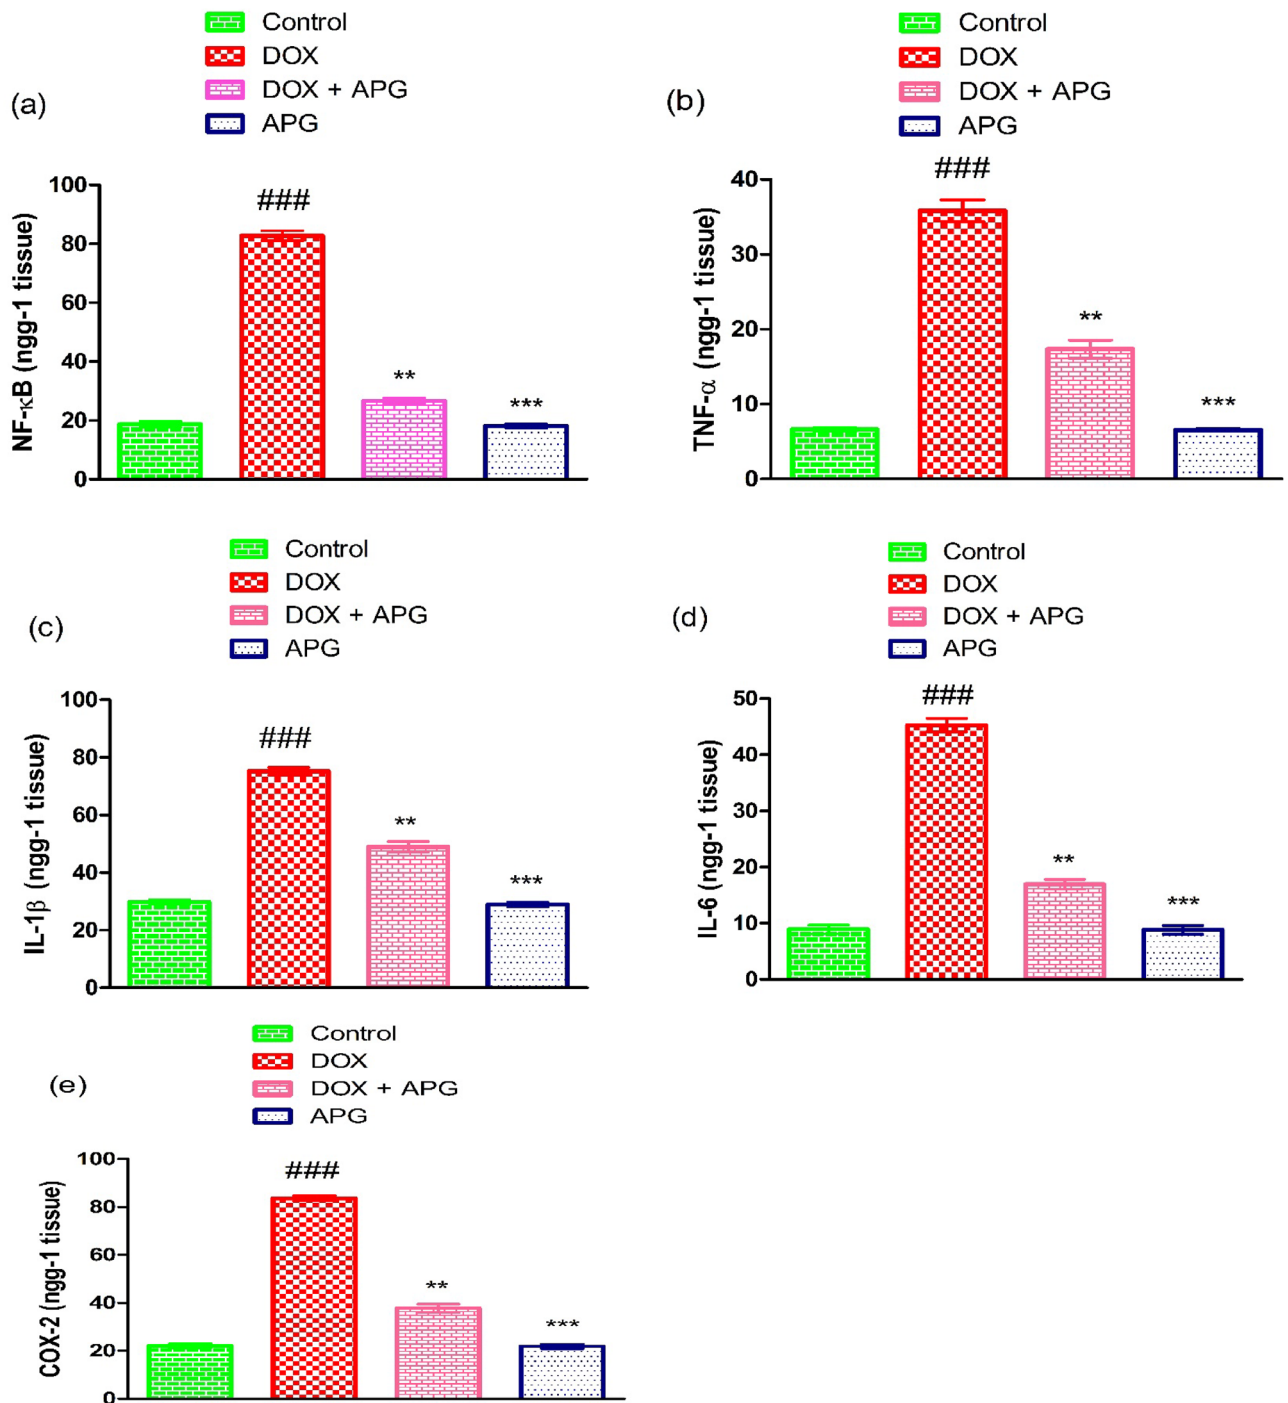 (a)
Control
DOX
DOX + APG
APG
NF-κB (ngg-1 tissue)
100
80
60
40
20
0
###
**
***
(b)
Control
DOX
DOX + APG
APG
TNF-α (ngg-1 tissue)
40
30
20
10
0
###
**
***
(c)
Control
DOX
DOX + APG
APG
IL-1β (ngg-1 tissue)
100
80
60
40
20
0
###
**
***
(d)
Control
DOX
DOX + APG
APG
IL-6 (ngg-1 tissue)
50
40
30
20
10
0
###
**
***
(e)
Control
DOX
DOX + APG
APG
COX-2 (ngg-1 tissue)
100
80
60
40
20
0
###
**
***